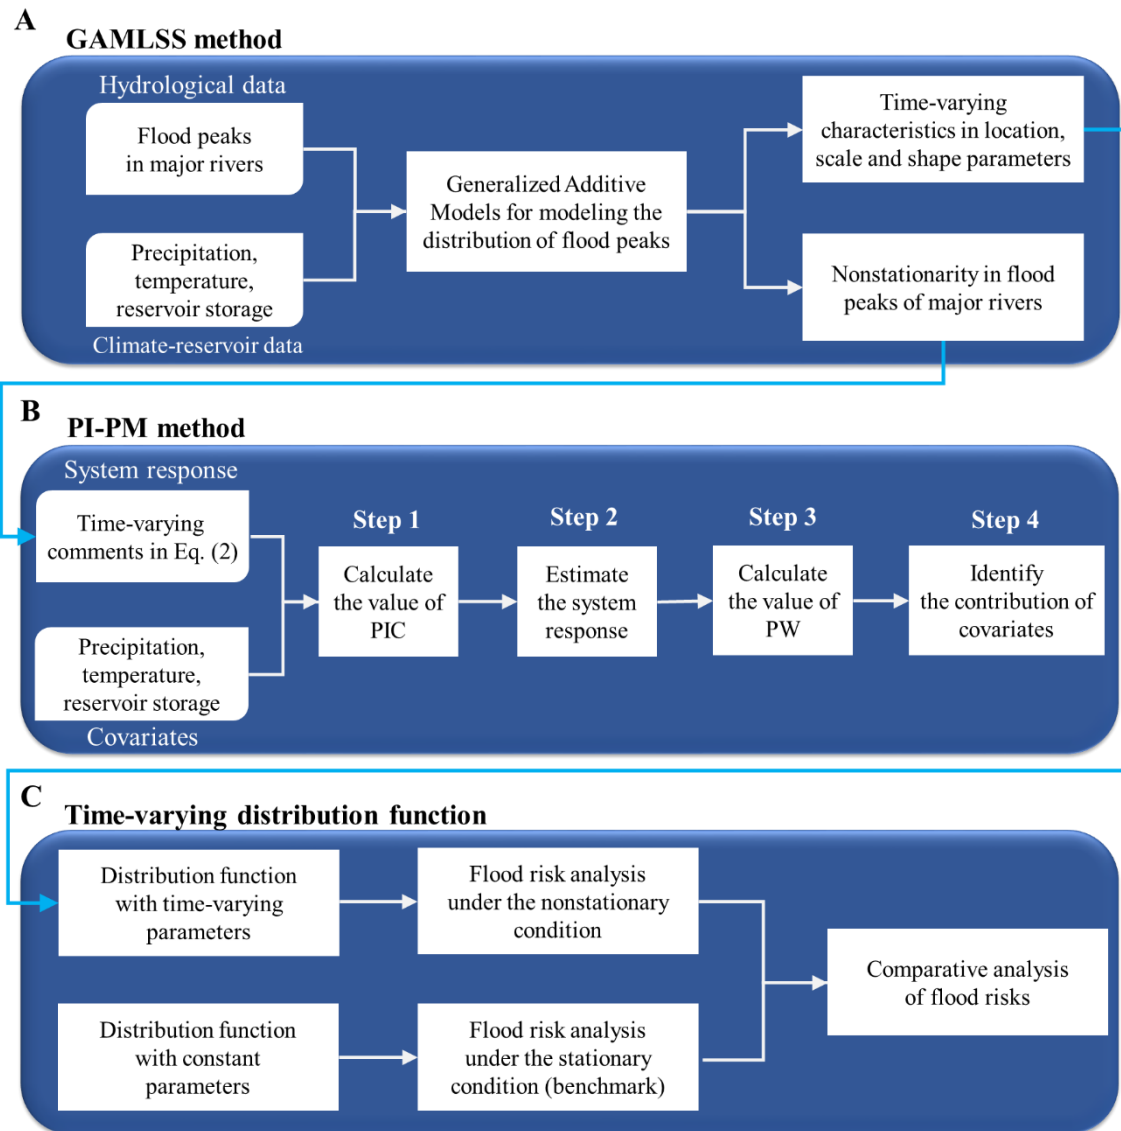 A
GAMLSS method
Hydrological data
Flood peaks
in major rivers
Precipitation,
temperature,
reservoir storage
Climate-reservoir data
Generalized Additive
Models for modeling the
distribution of flood peaks
Time-varying
characteristics in location,
scale and shape parameters
Nonstationarity in flood
peaks of major rivers
B
PI-PM method
System response
Time-varying
comments in Eq. (2)
Precipitation,
temperature,
reservoir storage
Covariates
Step 1
Calculate
the value of
PIC
Step 2
Estimate
the system
response
Step 3
Calculate
the value of
PW
Step 4
Identify
the contribution of
covariates
C
Time-varying distribution function
Distribution function
with time-varying
parameters
Flood risk analysis
under the nonstationary
condition
Distribution function
with constant
parameters
Flood risk analysis
under the stationary
condition (benchmark)
Comparative analysis
of flood risks